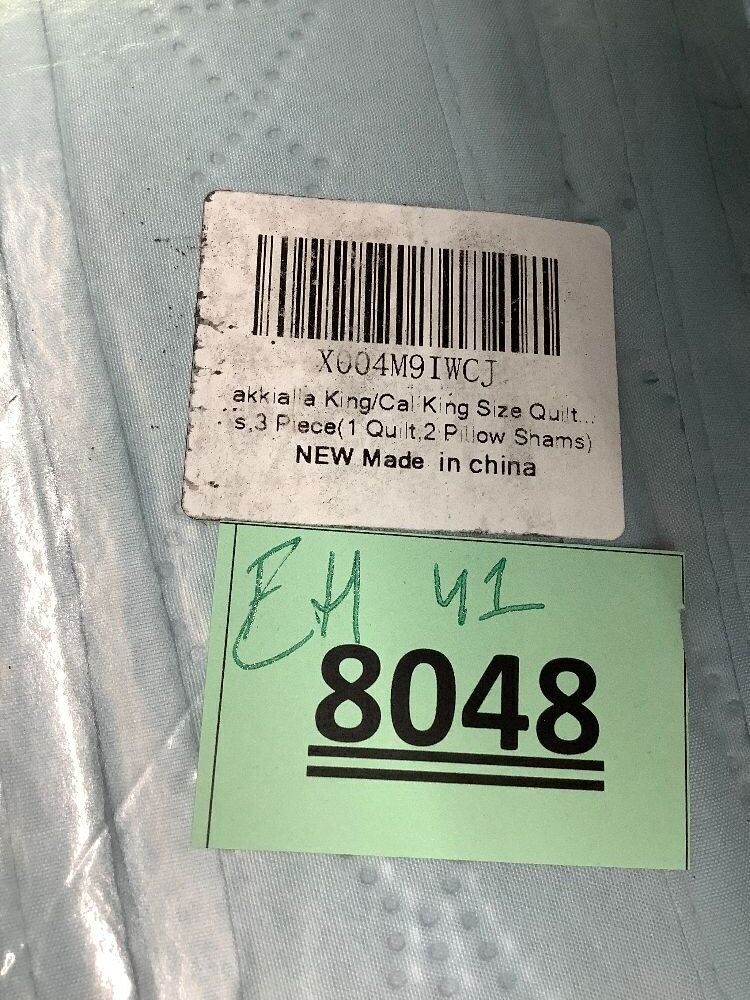 X004M9IWCJ
akkialla King/Cal King Size Quilt...
s,3 Piece(1 Quilt,2 Pillow Shams)
NEW Made in china
EH 41
8048